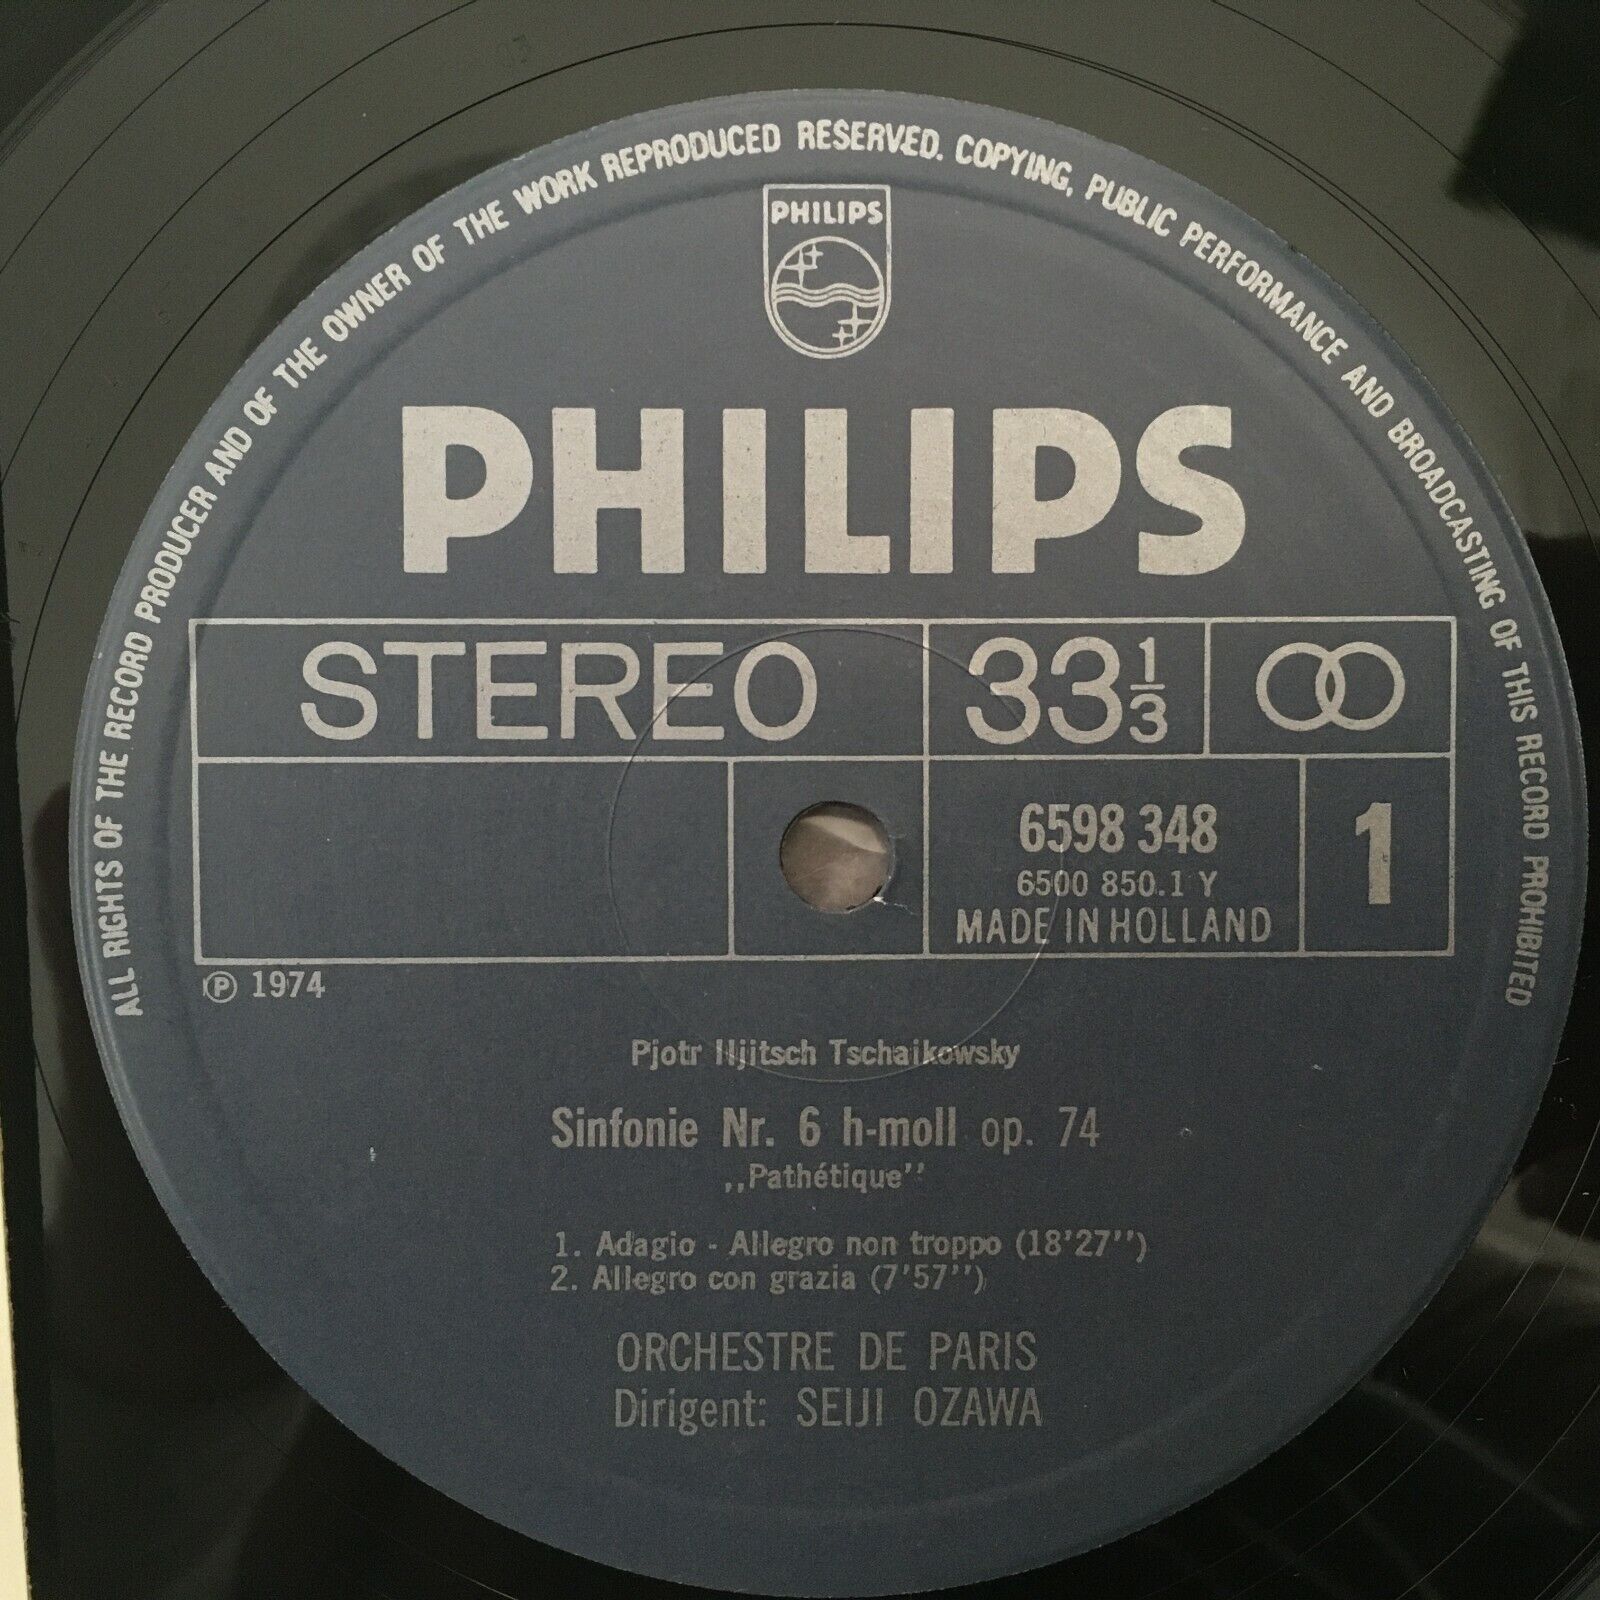 ALL RIGHTS OF THE RECORD PRODUCER AND OF THE OWNER OF THE WORK REPRODUCED RESERVED. COPYING, PUBLIC PERFORMANCE AND BROADCASTING OF THIS RECORD PROHIBITED
PHILIPS
PHILIPS
STEREO 33 1/3
6598 348 1
6500 850.1 Y
MADE IN HOLLAND
Ⓟ 1974
Pjotr Iljitsch Tschaikowsky
Sinfonie Nr. 6 h-moll op. 74
„Pathétique”
1. Adagio - Allegro non troppo (18'27'')
2. Allegro con grazia (7'57'')
ORCHESTRE DE PARIS
Dirigent: SEIJI OZAWA